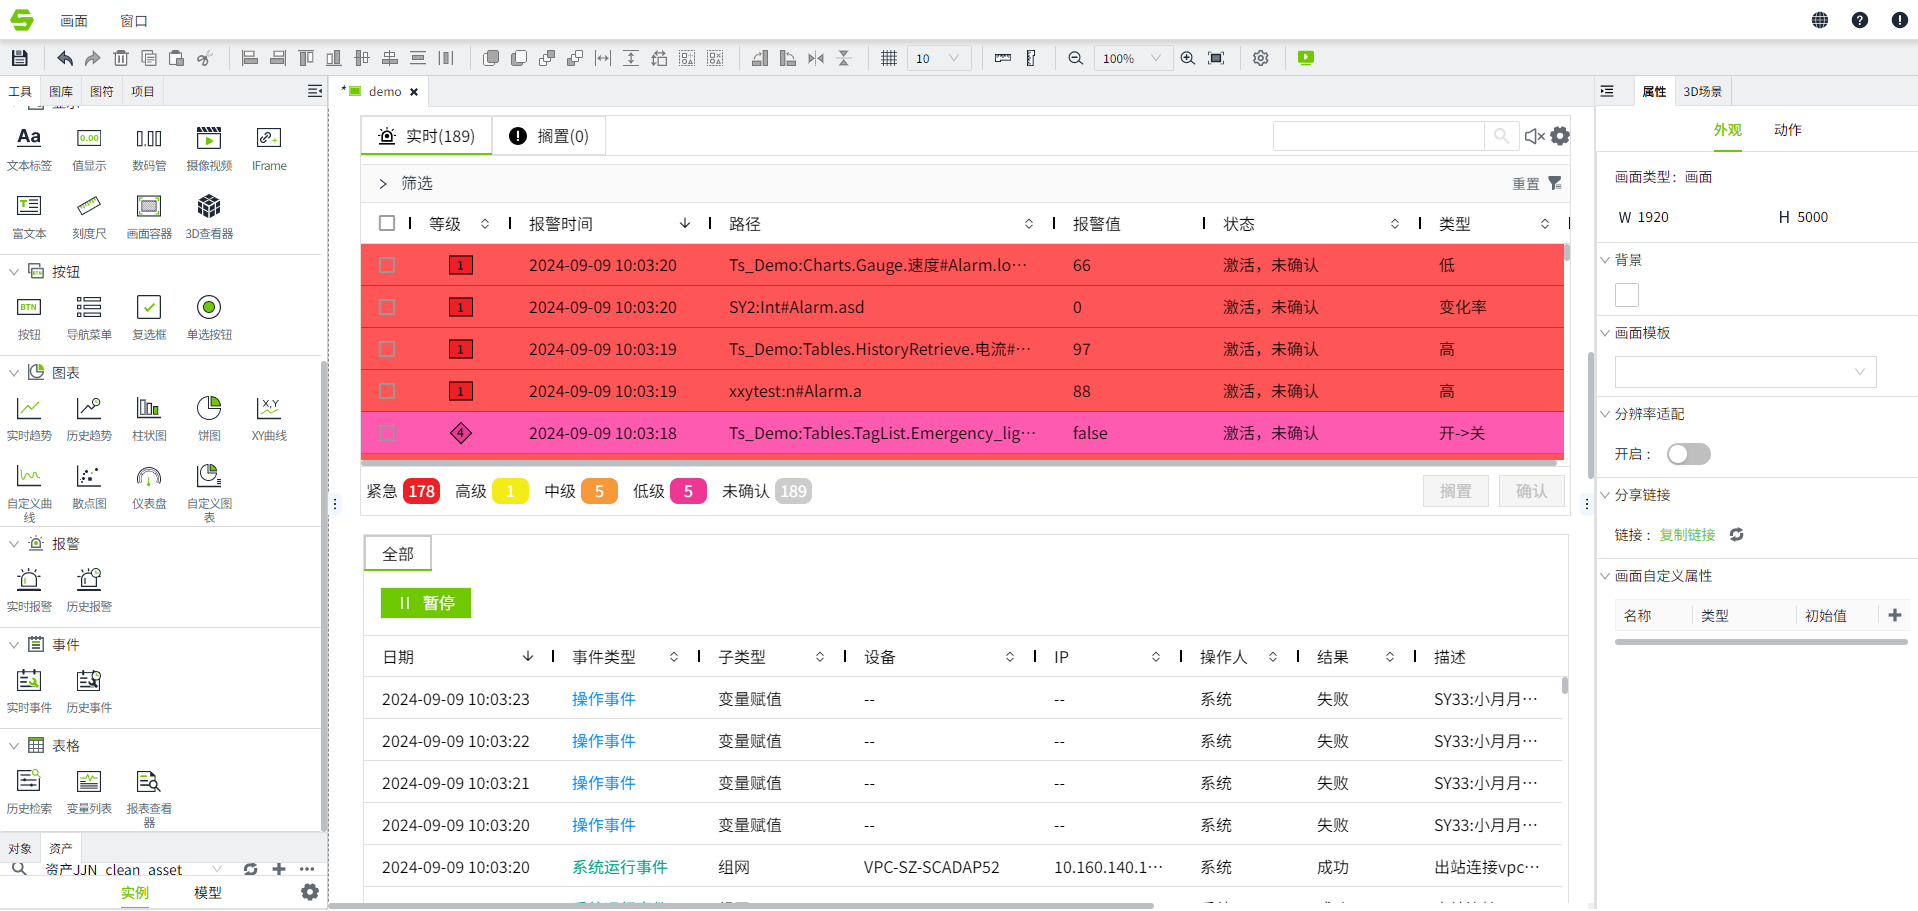 画面 窗口
10
100%
工具 图库 图符 项目
* demo
属性 3D场景
文本标签 值显示 数码管 摄像视频 IFrame
富文本 刻度尺 画面容器 3D查看器
按钮
按钮 导航菜单 复选框 单选按钮
图表
实时趋势 历史趋势 柱状图 饼图 XY曲线
自定义曲线 散点图 仪表盘 自定义图表
报警
实时报警 历史报警
事件
实时事件 历史事件
表格
历史检索 变量列表 报表查看器
对象 资产
资产JJN_clean_asset
实例 模型
实时(189) 搁置(0)
筛选 重置
等级 报警时间 路径 报警值 状态 类型
1 2024-09-09 10:03:20 Ts_Demo:Charts.Gauge.速度#Alarm.lo··· 66 激活，未确认 低
1 2024-09-09 10:03:20 SY2:Int#Alarm.asd 0 激活，未确认 变化率
1 2024-09-09 10:03:19 Ts_Demo:Tables.HistoryRetrieve.电流#··· 97 激活，未确认 高
1 2024-09-09 10:03:19 xxytest:n#Alarm.a 88 激活，未确认 高
4 2024-09-09 10:03:18 Ts_Demo:Tables.TagList.Emergency_lig··· false 激活，未确认 开->关
紧急 178 高级 1 中级 5 低级 5 未确认 189 搁置 确认
全部
暂停
日期 事件类型 子类型 设备 IP 操作人 结果 描述
2024-09-09 10:03:23 操作事件 变量赋值 -- -- 系统 失败 SY33:小月月···
2024-09-09 10:03:22 操作事件 变量赋值 -- -- 系统 失败 SY33:小月月···
2024-09-09 10:03:21 操作事件 变量赋值 -- -- 系统 失败 SY33:小月月···
2024-09-09 10:03:20 操作事件 变量赋值 -- -- 系统 失败 SY33:小月月···
2024-09-09 10:03:20 系统运行事件 组网 VPC-SZ-SCADAP52 10.160.140.1··· 系统 成功 出站连接vpc···
外观 动作
画面类型：画面
W 1920 H 5000
背景
画面模板
分辨率适配
开启：
分享链接
链接：复制链接
画面自定义属性
名称 类型 初始值